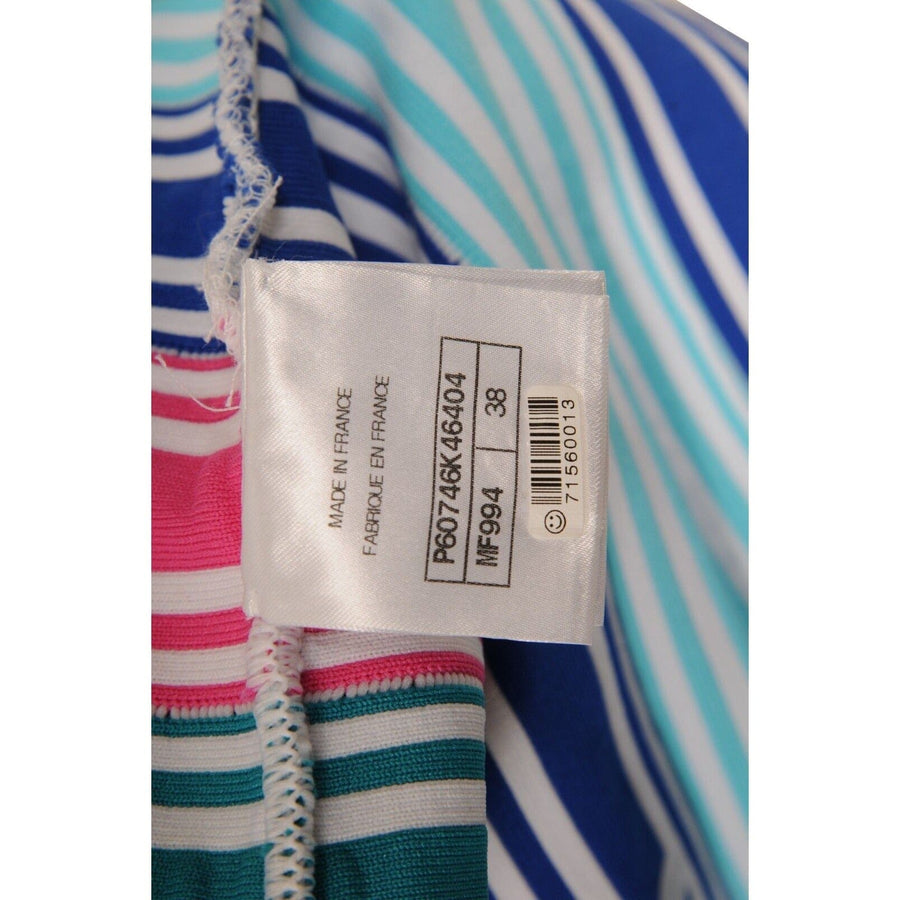 MADE IN FRANCE
FABRIQUE EN FRANCE
P60746K46404
MF994 38
71560013